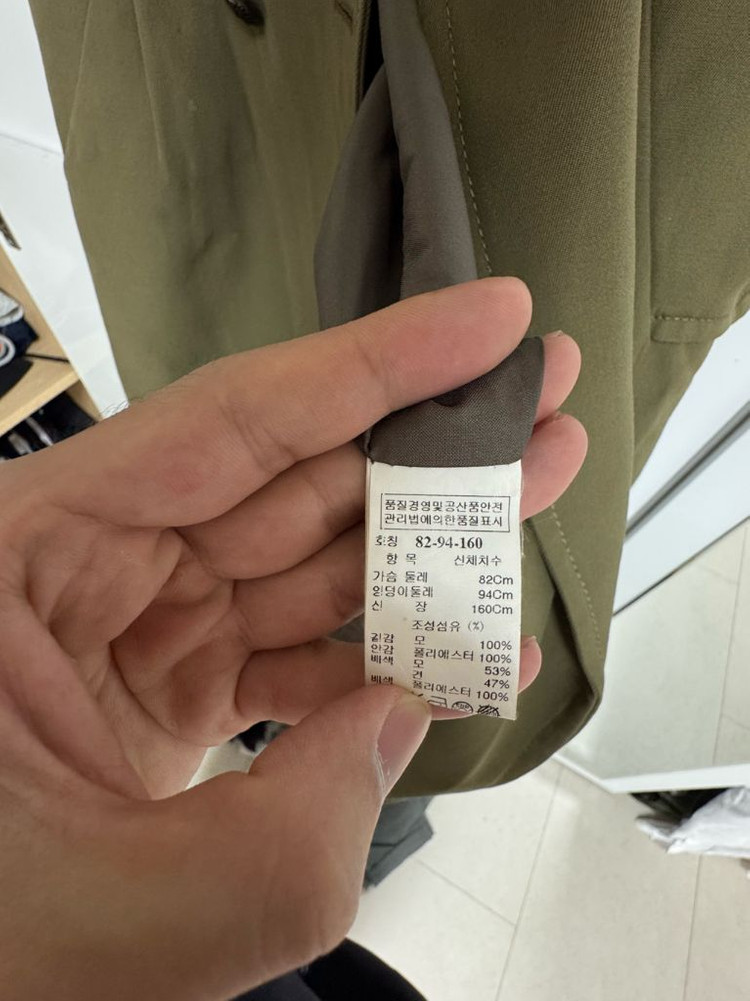 품질경영및공산품안전
관리법에의한품질표시
호칭 82-94-160
항 목 신체치수
가슴 둘레 82Cm
엉덩이둘레 94Cm
신 장 160Cm
조성섬유 (%)
겉감 모 100%
안감 폴리에스터 100%
배색 모 53%
견 47%
배색 폴리에스터 100%